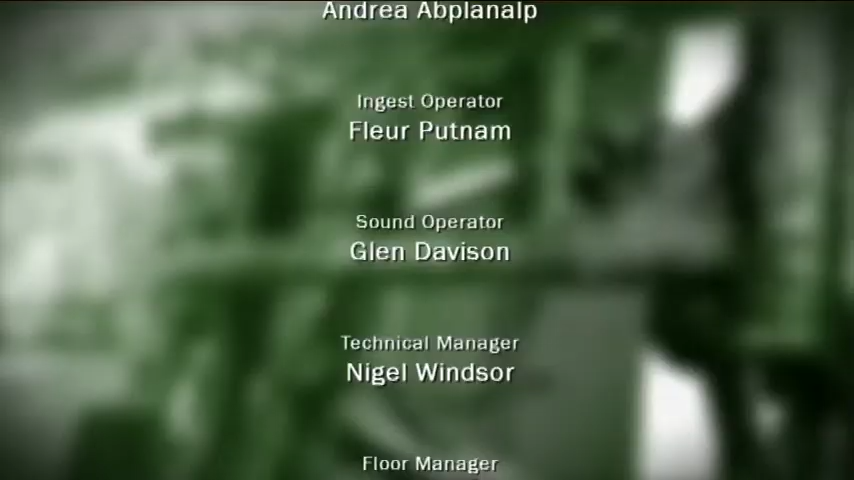 Andrea Abplanalp
Ingest Operator
Fleur Putnam
Sound Operator
Glen Davison
Technical Manager
Nigel Windsor
Floor Manager